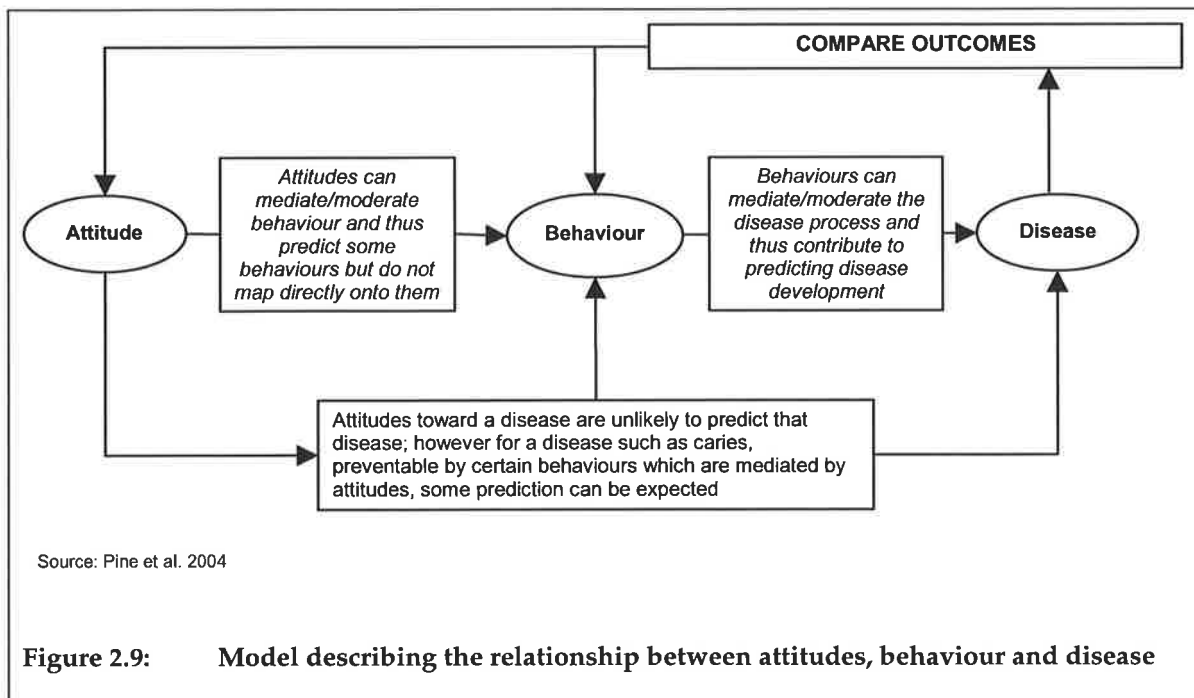 COMPARE OUTCOMES
Attitude
Attitudes can
mediate/moderate
behaviour and thus
predict some
behaviours but do not
map directly onto them
Behaviour
Behaviours can
mediate/moderate the
disease process and
thus contribute to
predicting disease
development
Disease
Attitudes toward a disease are unlikely to predict that
disease; however for a disease such as caries,
preventable by certain behaviours which are mediated by
attitudes, some prediction can be expected
Source: Pine et al. 2004
Figure 2.9: Model describing the relationship between attitudes, behaviour and disease